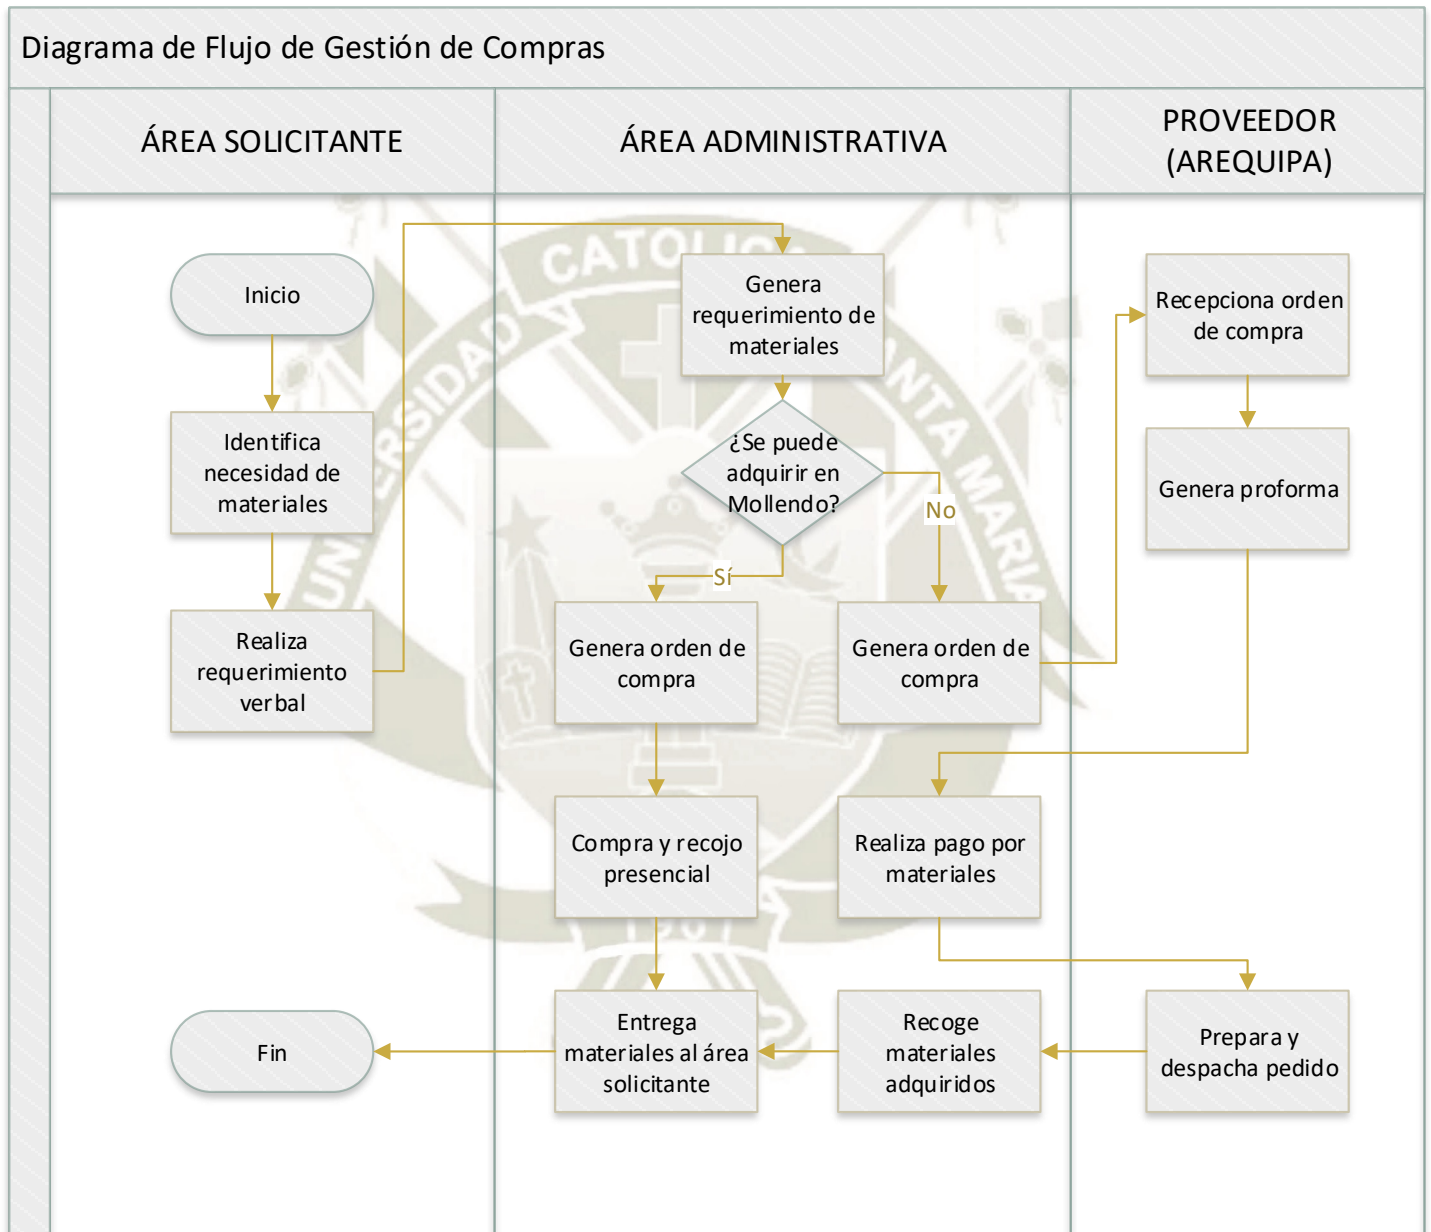 Diagrama de Flujo de Gestión de Compras
ÁREA SOLICITANTE
ÁREA ADMINISTRATIVA
PROVEEDOR
(AREQUIPA)
Inicio
Identifica
necesidad de
materiales
Realiza
requerimiento
verbal
Genera
requerimiento de
materiales
¿Se puede
adquirir en
Mollendo?
Sí
No
Genera orden de
compra
Genera orden de
compra
Recepciona orden
de compra
Genera proforma
Compra y recojo
presencial
Realiza pago por
materiales
Prepara y
despacha pedido
Recoge
materiales
adquiridos
Entrega
materiales al área
solicitante
Fin
CATOLICA
SANTA MARIA